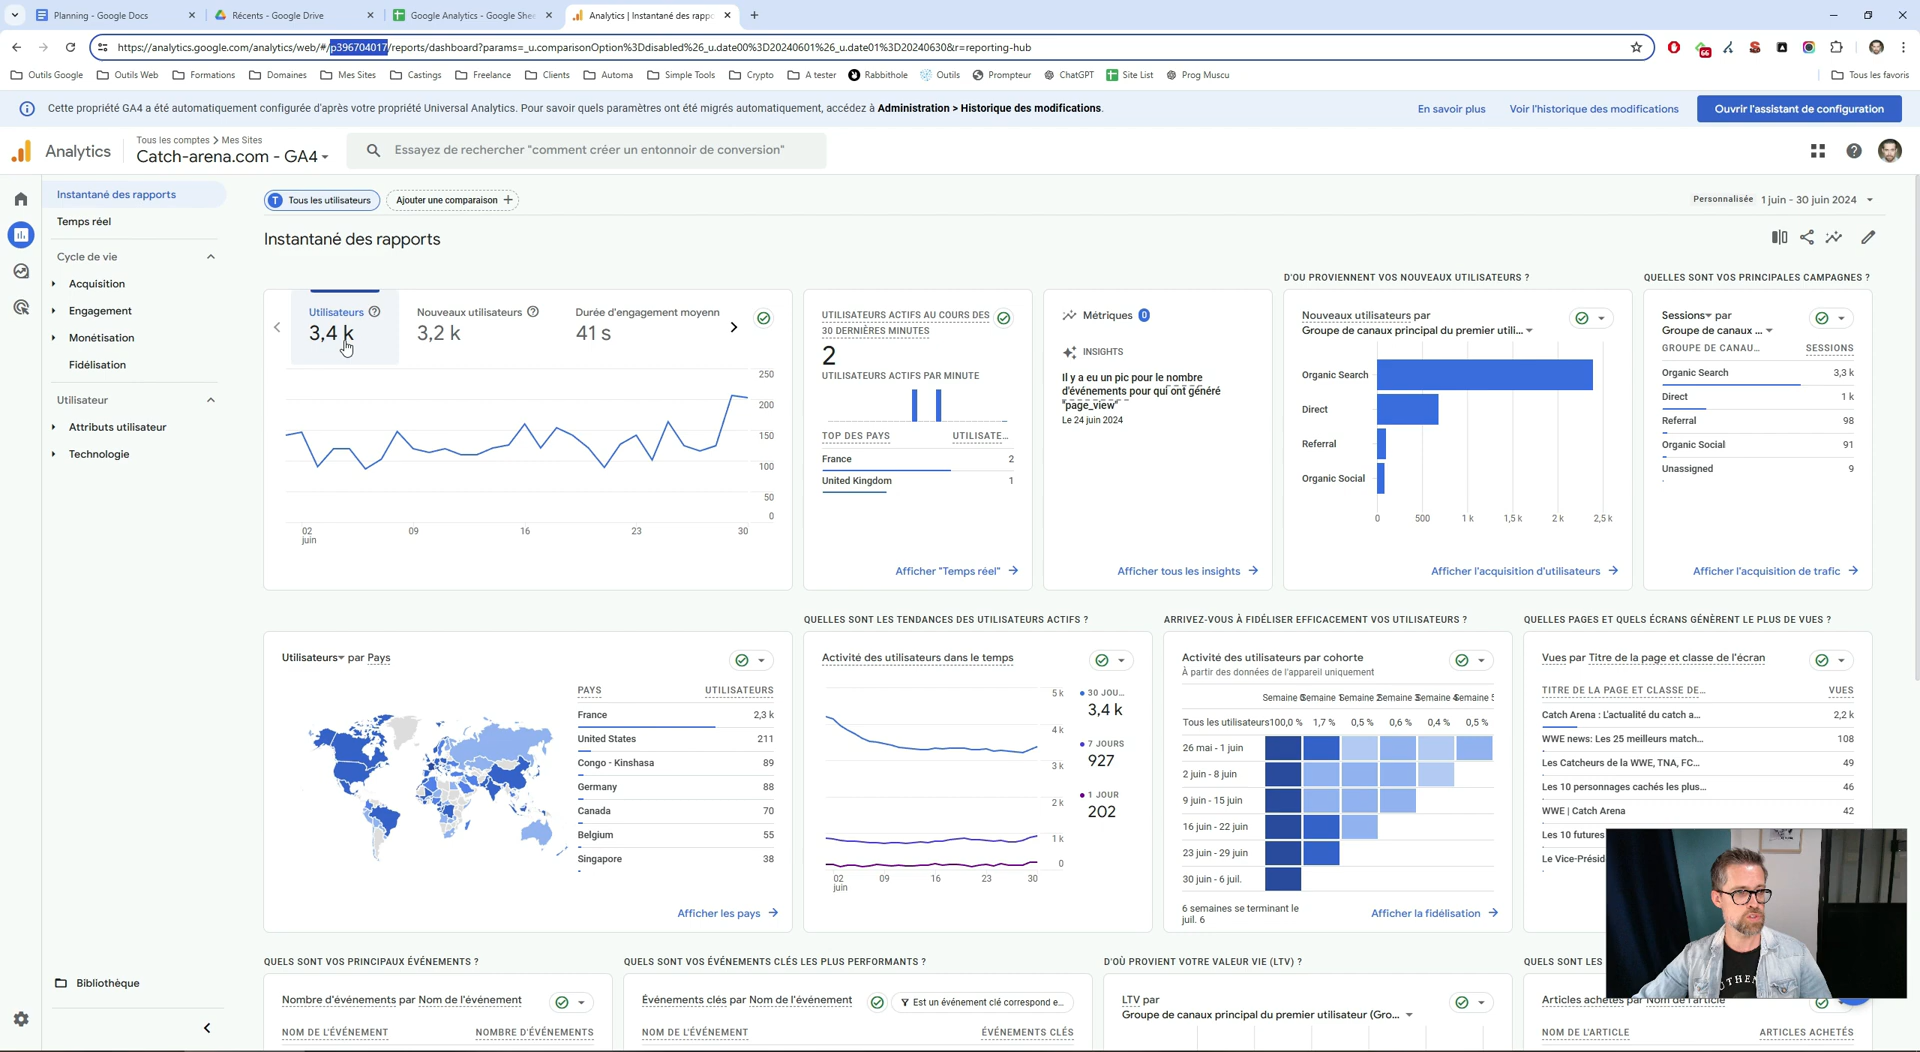 Planning - Google Docs
Récents - Google Drive
Google Analytics - Google Shee
Analytics | Instantané des rappo
https://analytics.google.com/analytics/web/#/p396704017/reports/dashboard?params=_u.comparisonOption%3Ddisabled%26_u.date00%3D20240601%26_u.date01%3D20240630&r=reporting-hub
66
Outils Google
Outils Web
Formations
Domaines
Mes Sites
Castings
Freelance
Clients
Automa
Simple Tools
Crypto
A tester
Rabbithole
Outils
Prompteur
ChatGPT
Site List
Prog Muscu
Tous les favoris
Cette propriété GA4 a été automatiquement configurée d'après votre propriété Universal Analytics. Pour savoir quels paramètres ont été migrés automatiquement, accédez à Administration > Historique des modifications.
En savoir plus
Voir l'historique des modifications
Ouvrir l'assistant de configuration
Analytics
Tous les comptes > Mes Sites
Catch-arena.com - GA4
Essayez de rechercher "comment créer un entonnoir de conversion"
Instantané des rapports
Temps réel
Cycle de vie
Acquisition
Engagement
Monétisation
Fidélisation
Utilisateur
Attributs utilisateur
Technologie
Bibliothèque
T Tous les utilisateurs
Ajouter une comparaison +
Personnalisée 1 juin - 30 juin 2024
Instantané des rapports
Utilisateurs
3,4 k
Nouveaux utilisateurs
3,2 k
Durée d'engagement moyenn
41 s
250
200
150
100
50
0
02 juin
09
16
23
30
UTILISATEURS ACTIFS AU COURS DES
30 DERNIÈRES MINUTES
2
UTILISATEURS ACTIFS PAR MINUTE
TOP DES PAYS UTILISATE...
France 2
United Kingdom 1
Afficher "Temps réel"
Métriques 0
INSIGHTS
Il y a eu un pic pour le nombre
d'événements pour qui ont généré
"page_view"
Le 24 juin 2024
Afficher tous les insights
D'OU PROVIENNENT VOS NOUVEAUX UTILISATEURS ?
Nouveaux utilisateurs par
Groupe de canaux principal du premier utili...
Organic Search
Direct
Referral
Organic Social
0 500 1 k 1,5 k 2 k 2,5 k
Afficher l'acquisition d'utilisateurs
QUELLES SONT VOS PRINCIPALES CAMPAGNES ?
Sessions par
Groupe de canaux ...
GROUPE DE CANAU... SESSIONS
Organic Search 3,3 k
Direct 1 k
Referral 98
Organic Social 91
Unassigned 9
Afficher l'acquisition de trafic
Utilisateurs par Pays
PAYS UTILISATEURS
France 2,3 k
United States 211
Congo - Kinshasa 89
Germany 88
Canada 70
Belgium 55
Singapore 38
Afficher les pays
QUELLES SONT LES TENDANCES DES UTILISATEURS ACTIFS ?
Activité des utilisateurs dans le temps
5 k
4 k
3 k
2 k
1 k
0
02 juin
09
16
23
30
30 JOU...
3,4 k
7 JOURS
927
1 JOUR
202
ARRIVEZ-VOUS À FIDÉLISER EFFICACEMENT VOS UTILISATEURS ?
Activité des utilisateurs par cohorte
À partir des données de l'appareil uniquement
Semaine 0 Semaine 1 Semaine 2 Semaine 3 Semaine 4 Semaine 5
Tous les utilisateurs 100,0 % 1,7 % 0,5 % 0,6 % 0,4 % 0,5 %
26 mai - 1 juin
2 juin - 8 juin
9 juin - 15 juin
16 juin - 22 juin
23 juin - 29 juin
30 juin - 6 juil.
6 semaines se terminant le
juil. 6
Afficher la fidélisation
QUELLES PAGES ET QUELS ÉCRANS GÉNÈRENT LE PLUS DE VUES ?
Vues par Titre de la page et classe de l'écran
TITRE DE LA PAGE ET CLASSE DE... VUES
Catch Arena : L'actualité du catch a... 2,2 k
WWE news: Les 25 meilleurs match... 108
Les Catcheurs de la WWE, TNA, FC... 49
Les 10 personnages cachés les plus... 46
WWE | Catch Arena 42
Les 10 futures
Le Vice-Présid
QUELS SONT VOS PRINCIPAUX ÉVÉNEMENTS ?
Nombre d'événements par Nom de l'événement
NOM DE L'ÉVÉNEMENT NOMBRE D'ÉVÉNEMENTS
QUELS SONT VOS ÉVÉNEMENTS CLÉS LES PLUS PERFORMANTS ?
Événements clés par Nom de l'événement
Est un événement clé correspond e...
NOM DE L'ÉVÉNEMENT ÉVÉNEMENTS CLÉS
D'OÙ PROVIENT VOTRE VALEUR VIE (LTV) ?
LTV par
Groupe de canaux principal du premier utilisateur (Gro...
QUELS SONT LES
Articles achetés par Nom de l'article
NOM DE L'ARTICLE ARTICLES ACHETÉS